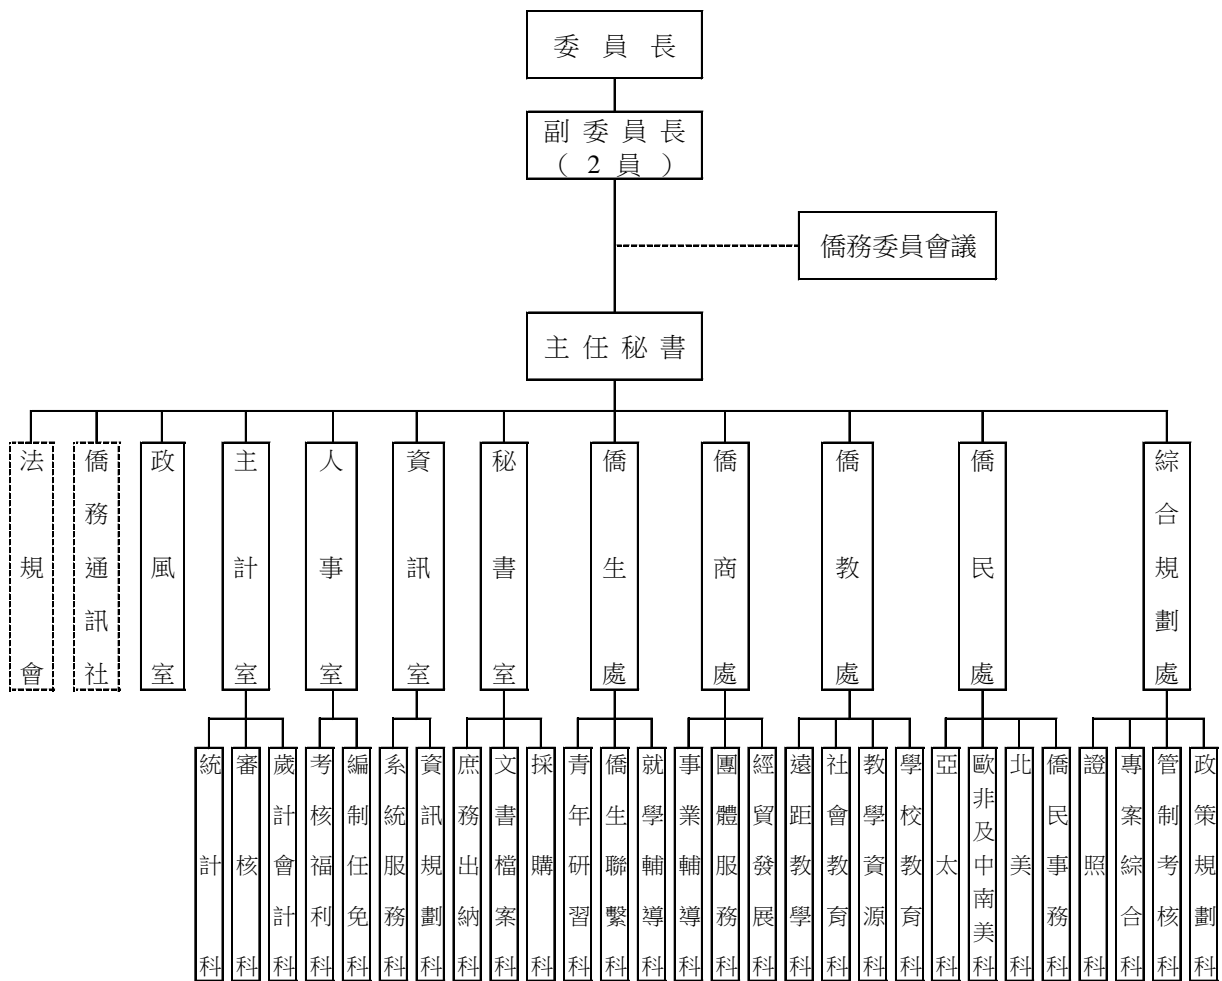 委員長
副委員長
（2員）
僑務委員會議
主任秘書
法規會
僑務通訊社
政風室
主計室
人事室
資訊室
秘書室
僑生處
僑商處
僑教處
僑民處
綜合規劃處
統計科
審核科
歲計會計科
考核福利科
編制任免科
系統服務科
資訊規劃科
庶務出納科
文書檔案科
採購科
青年研習科
僑生聯繫科
就學輔導科
事業輔導科
團體服務科
經貿發展科
遠距教學科
社會教育科
教學資源科
學校教育科
亞太科
歐非及中南美科
北美科
僑民事務科
證照科
專案綜合科
管制考核科
政策規劃科